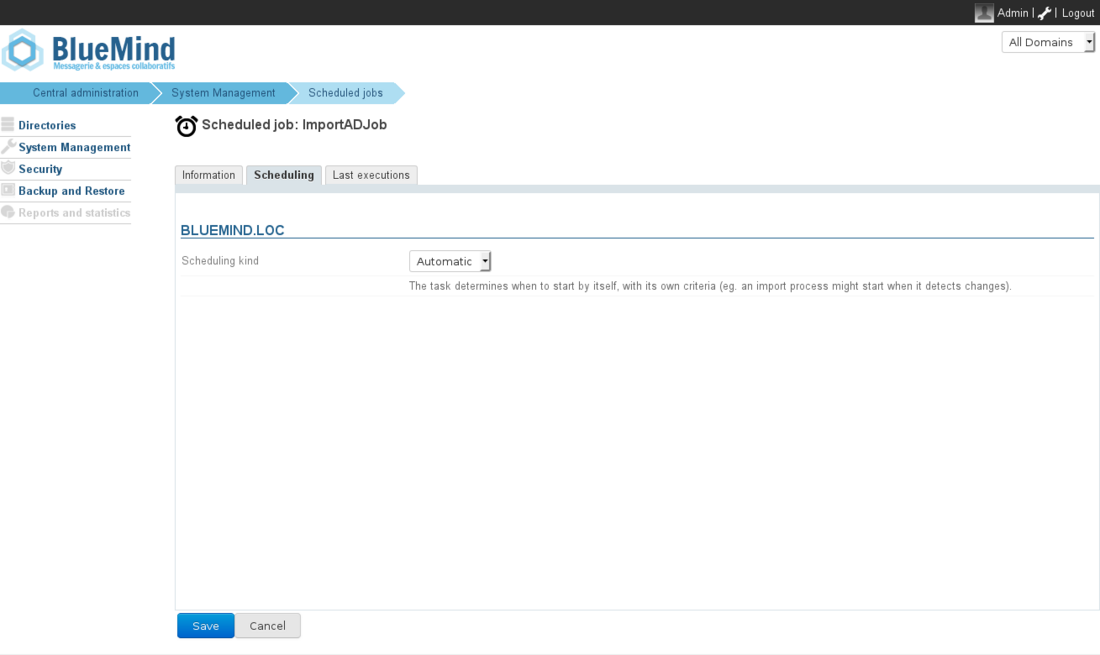 Admin | | Logout
BlueMind
Messagerie & espaces collaboratifs
All Domains
Central administration System Management Scheduled jobs
Directories
System Management
Security
Backup and Restore
Reports and statistics
Scheduled job: ImportADJob
Information Scheduling Last executions
BLUEMIND.LOC
Scheduling kind Automatic
The task determines when to start by itself, with its own criteria (eg. an import process might start when it detects changes).
Save Cancel